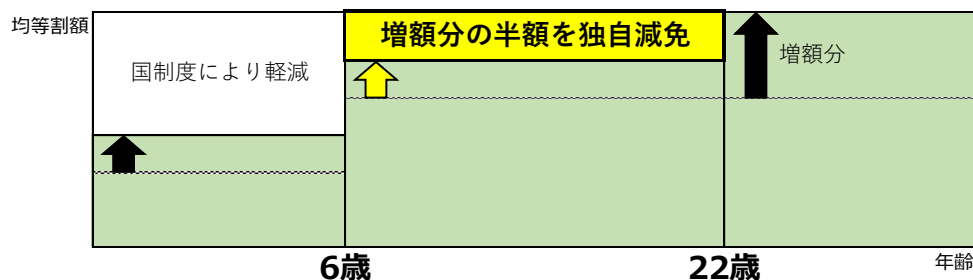 均等割額
増額分の半額を独自減免
国制度により軽減
増額分
6歳
22歳
年齢